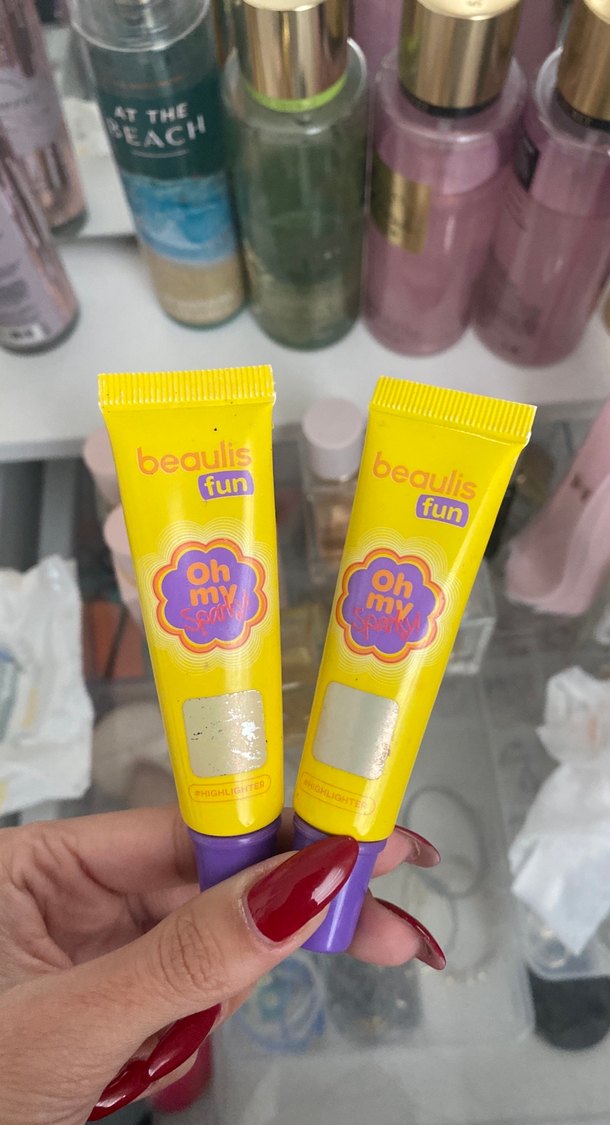 AT THE
BEACH
beaulis
fun
Oh
my
Sparky!
#HIGHLIGHTER
beaulis
fun
Oh
my
Sparky!
#HIGHLIGHTER